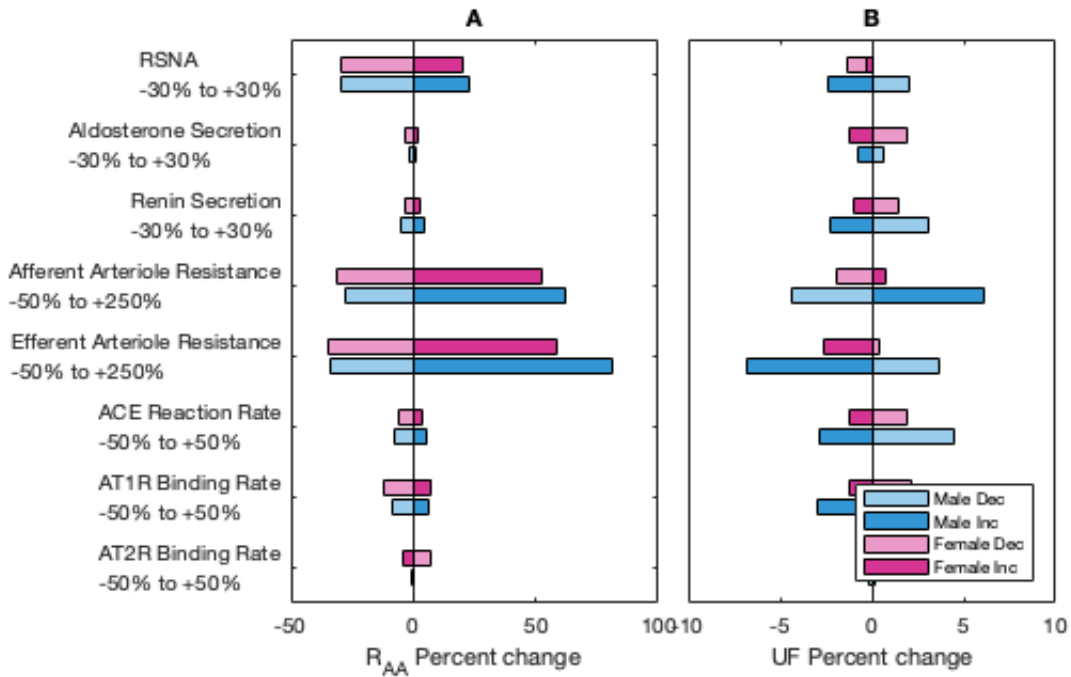 A
B
RSNA
-30% to +30%
Aldosterone Secretion
-30% to +30%
Renin Secretion
-30% to +30%
Afferent Arteriole Resistance
-50% to +250%
Efferent Arteriole Resistance
-50% to +250%
ACE Reaction Rate
-50% to +50%
AT1R Binding Rate
-50% to +50%
AT2R Binding Rate
-50% to +50%
Male Dec
Male Inc
Female Dec
Female Inc
-50 0 50 100
-10 -5 0 5 10
R_AA Percent change
UF Percent change